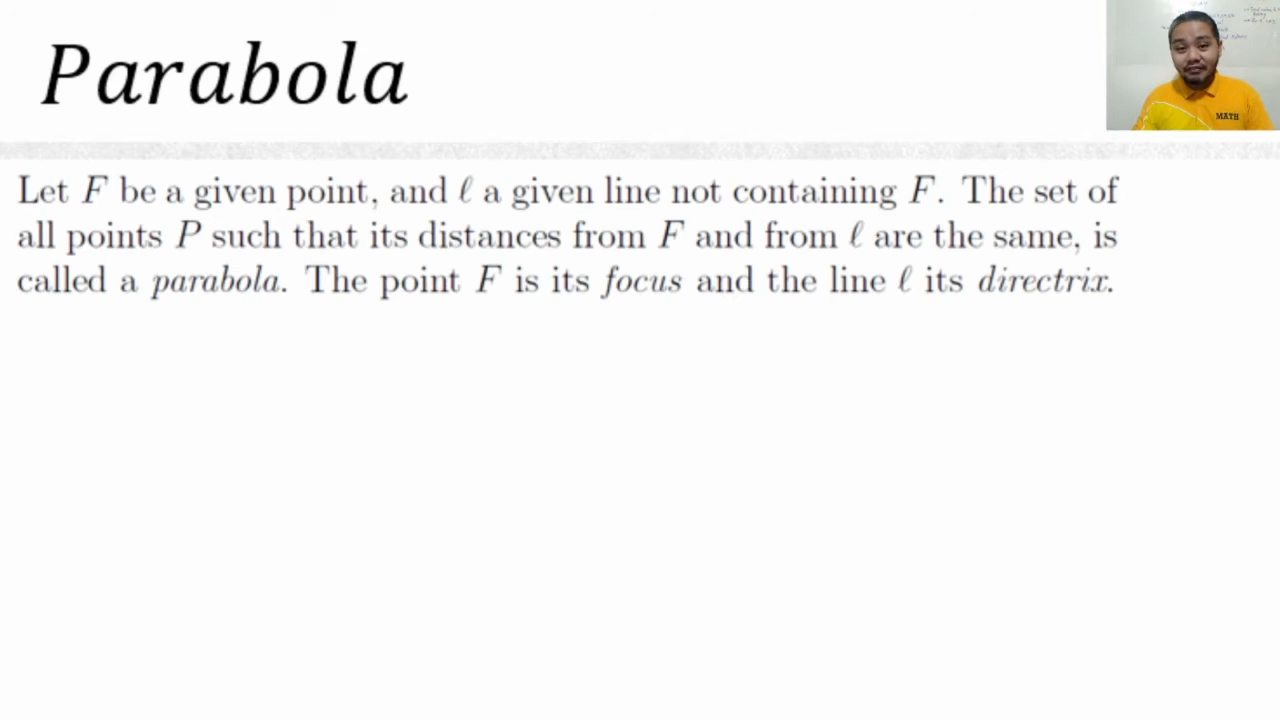 Parabola
MATH
Let F be a given point, and ℓ a given line not containing F. The set of
all points P such that its distances from F and from ℓ are the same, is
called a parabola. The point F is its focus and the line ℓ its directrix.